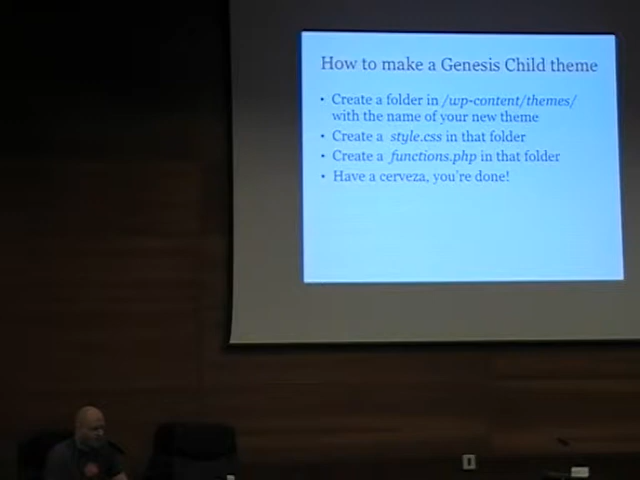 How to make a Genesis Child theme
• Create a folder in /wp-content/themes/
with the name of your new theme
• Create a style.css in that folder
• Create a functions.php in that folder
• Have a cerveza, you're done!